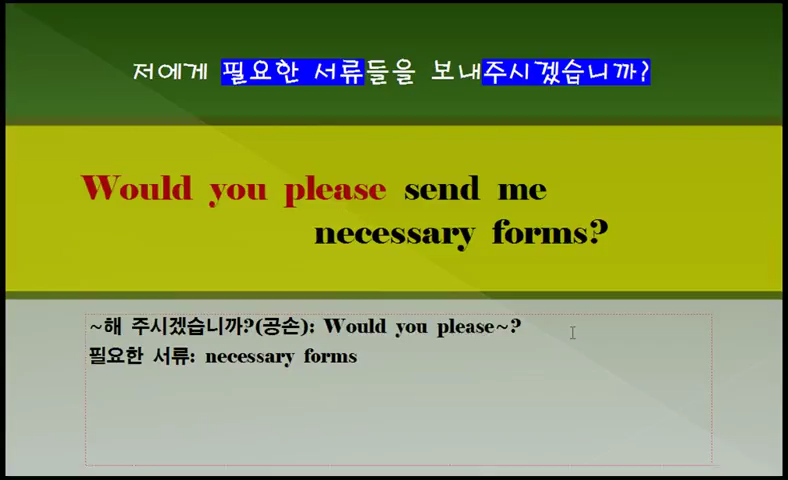 저에게 필요한 서류들을 보내주시겠습니까?
Would you please send me
necessary forms?
~해 주시겠습니까?(공손): Would you please~?
필요한 서류: necessary forms